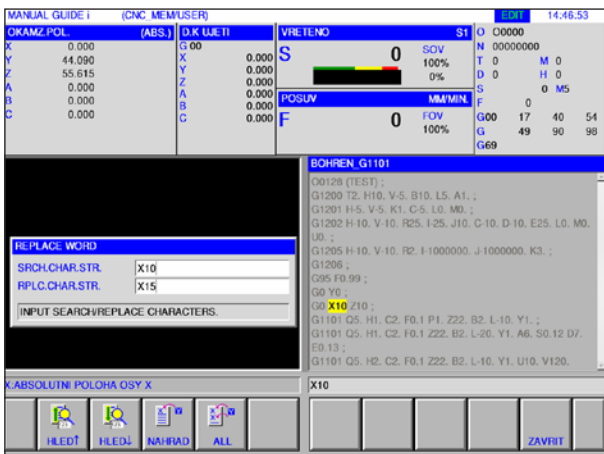 MANUAL GUIDE i (CNC_MEM/USER) EDIT 14:46.53
OKAMZ.POL. (ABS.) D.K UJETI VRETENO S1 O O0000
X 0.000 G 00 N 00000000
Y 44.090 X 0.000 S 0 SOV 100% T 0 M 0
Z 55.615 Y 0.000 0% D 0 H 0
A 0.000 Z 0.000 S 0 M5
B 0.000 A 0.000 POSUV MM/MIN. F 0
C 0.000 B 0.000 F 0 FOV 100% G00 17 40 54
C 0.000 G 49 90 98
G69
BOHREN_G1101
O0128 (TEST) ;
G1200 T2. H10. V-5. B10. L5. A1. ;
G1201 H-5. V-5. K1. C-5. L0. M0. ;
G1202 H-10. V-10. R25. I-25. J10. C-10. D-10. E25. L0. M0.
U0. ;
G1205 H-10. V-10. R2. I-1000000. J-1000000. K3. ;
G1206 ;
G95 F0.99 ;
G0 Y0 ;
G0 X10 Z10 ;
G1101 Q5. H1. C2. F0.1 P1. Z22. B2. L-10. Y1. ;
G1101 Q5. H1. C2. F0.1 Z22. B2. L-20. Y1. A6. S0.12 D7.
E0.13 ;
G1101 Q5. H2. C2. F0.1 Z22. B2. L-10. Y1. U10. V120.
REPLACE WORD
SRCH.CHAR.STR. X10
RPLC.CHAR.STR. X15
INPUT SEARCH/REPLACE CHARACTERS.
X:ABSOLUTNI POLOHA OSY X X10
HLED↑ HLED↓ NAHRAD ALL ZAVRIT